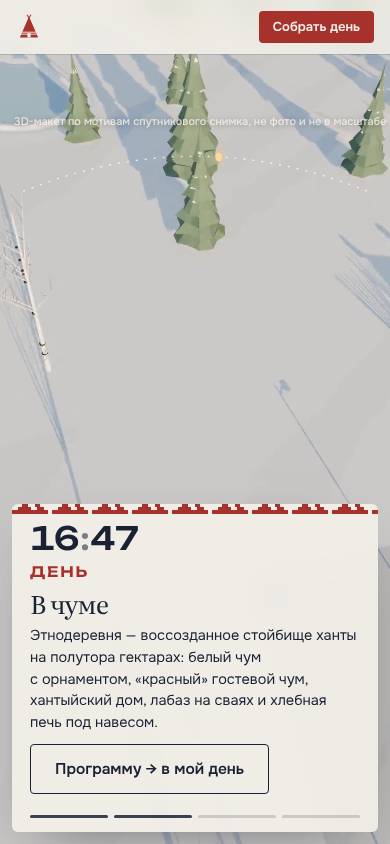 Собрать день
3D-макет по мотивам спутникового снимка, не фото и не в масштабе
16:47
ДЕНЬ
В чуме
Этнодеревня — воссозданное стойбище ханты
на полутора гектарах: белый чум
с орнаментом, «красный» гостевой чум,
хантыйский дом, лабаз на сваях и хлебная
печь под навесом.
Программу → в мой день